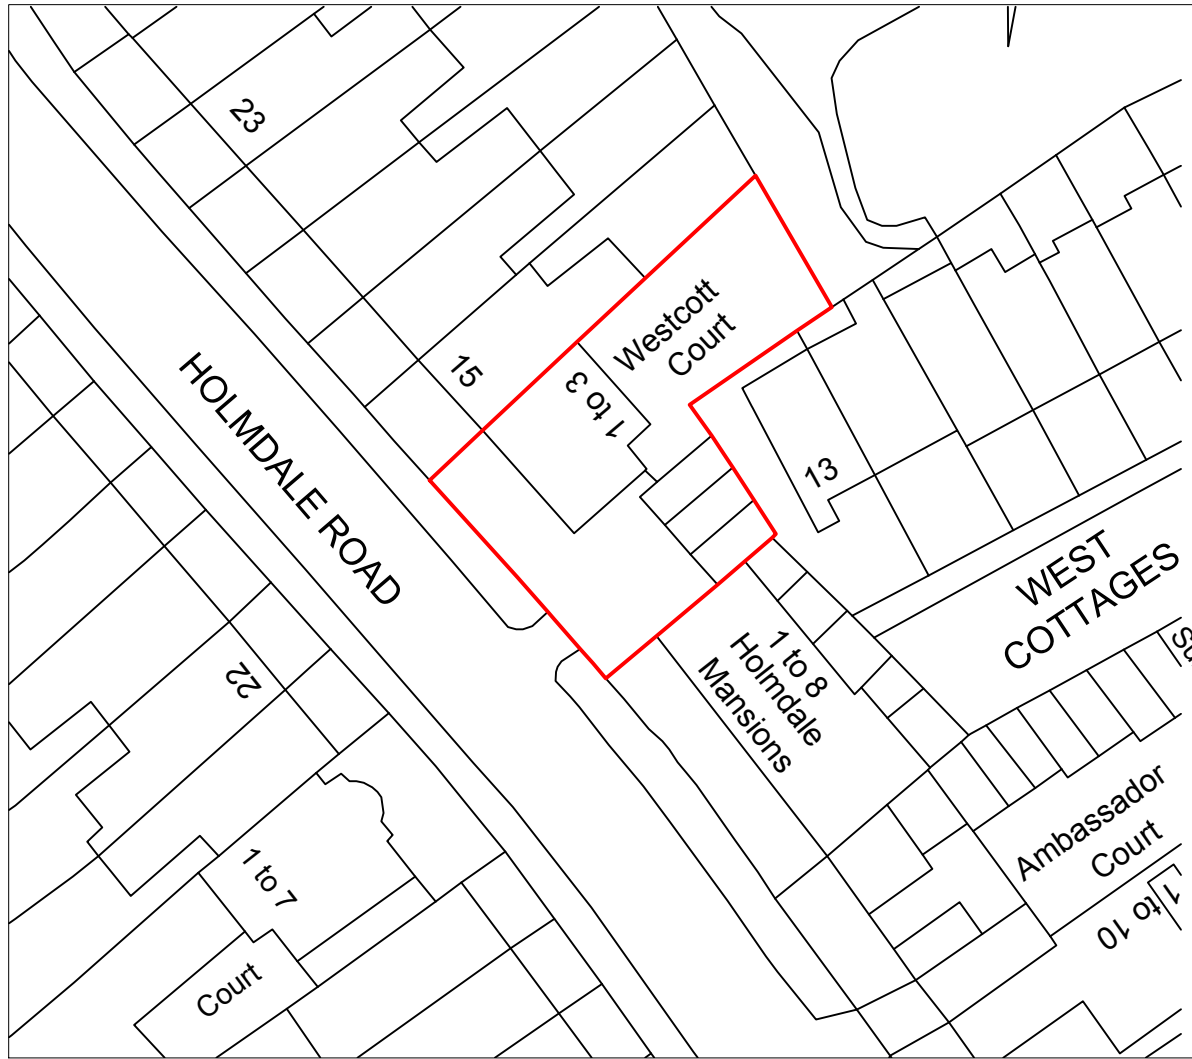 23
Westcott
Court
15
1 to 3
HOLMDALE ROAD
13
WEST
COTTAGES
1 to 8
Holmdale
Mansions
22
Ambassador
Court
1 to 10
1 to 7
Court